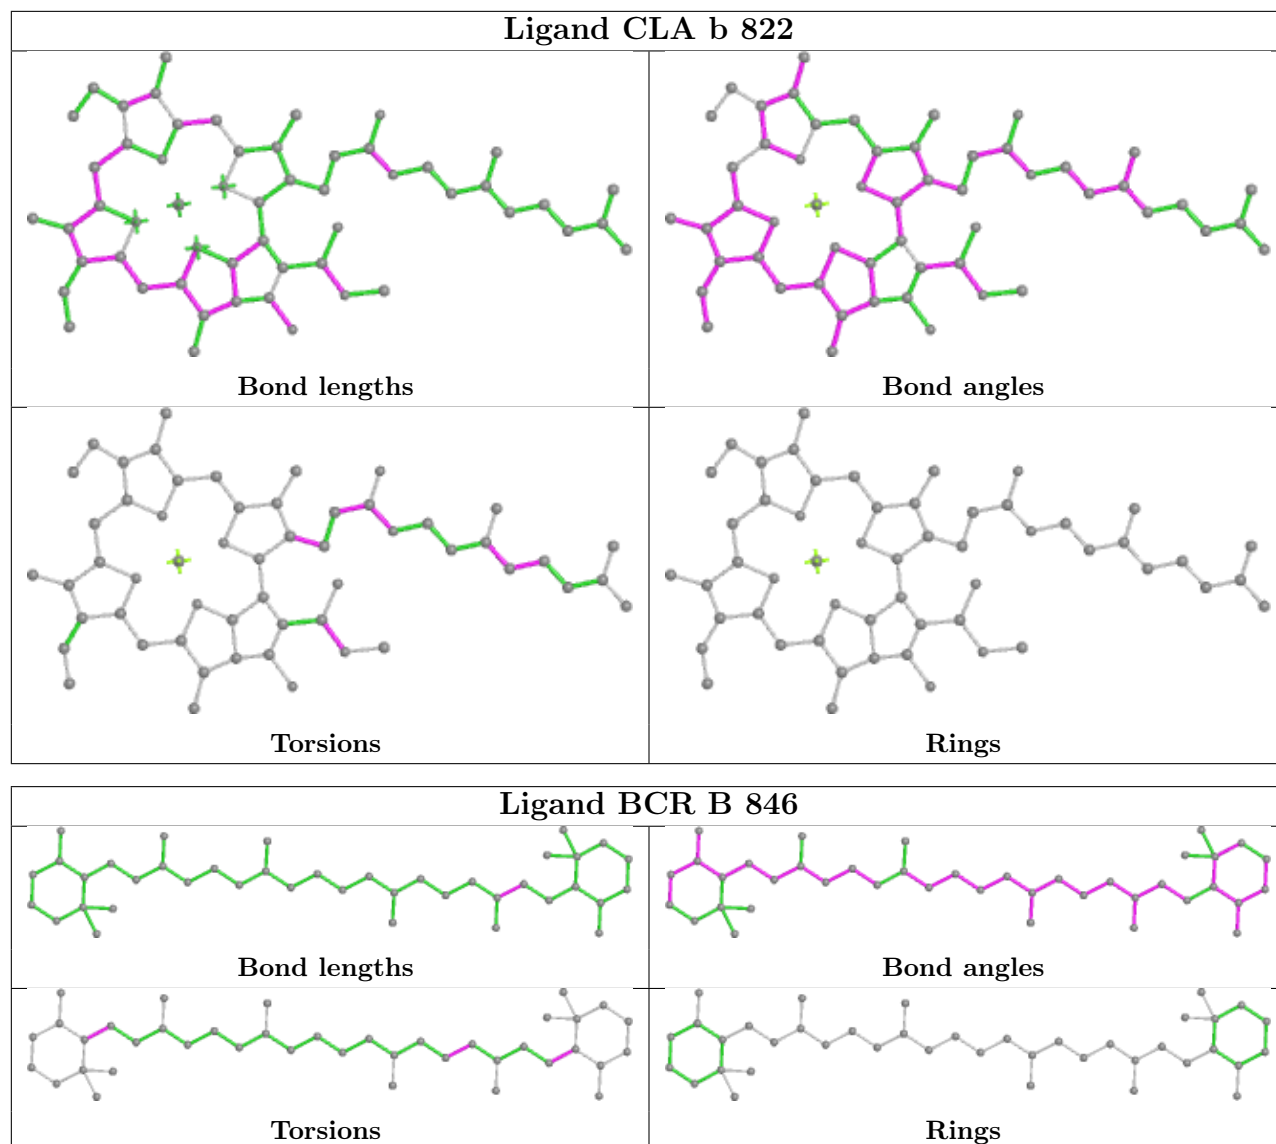 Ligand CLA b 822
Bond lengths
Bond angles
Torsions
Rings
Ligand BCR B 846
Bond lengths
Bond angles
Torsions
Rings